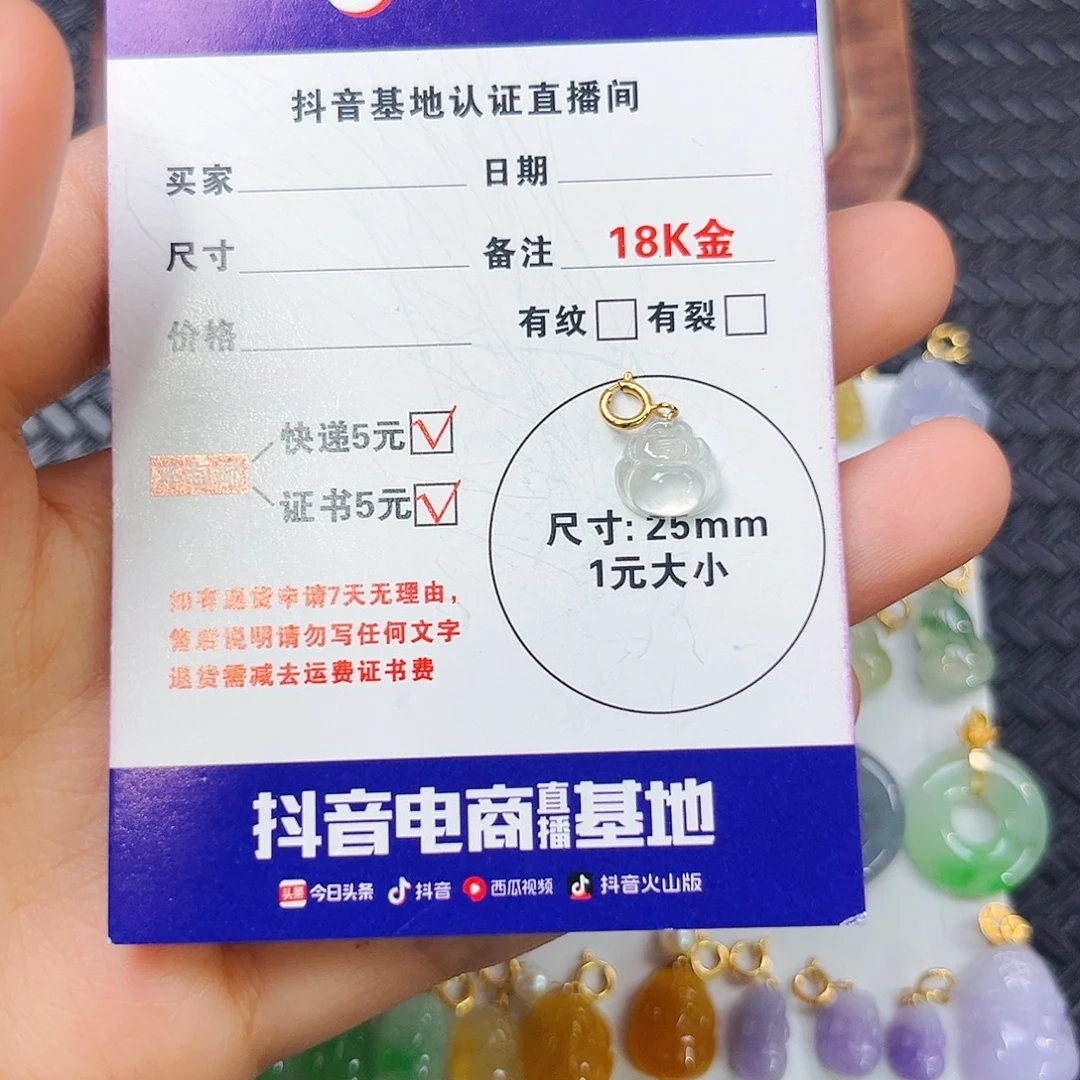 抖音基地认证直播间
买家 日期
尺寸 备注 18K金
有纹 有裂
价格
快递5元
证书5元
如有退货申请7天无理由，
售后说明请勿写任何文字
退货需减去运费证书费
尺寸: 25mm
1元大小
抖音电商直播基地
头条 今日头条 抖音 西瓜视频 抖音火山版